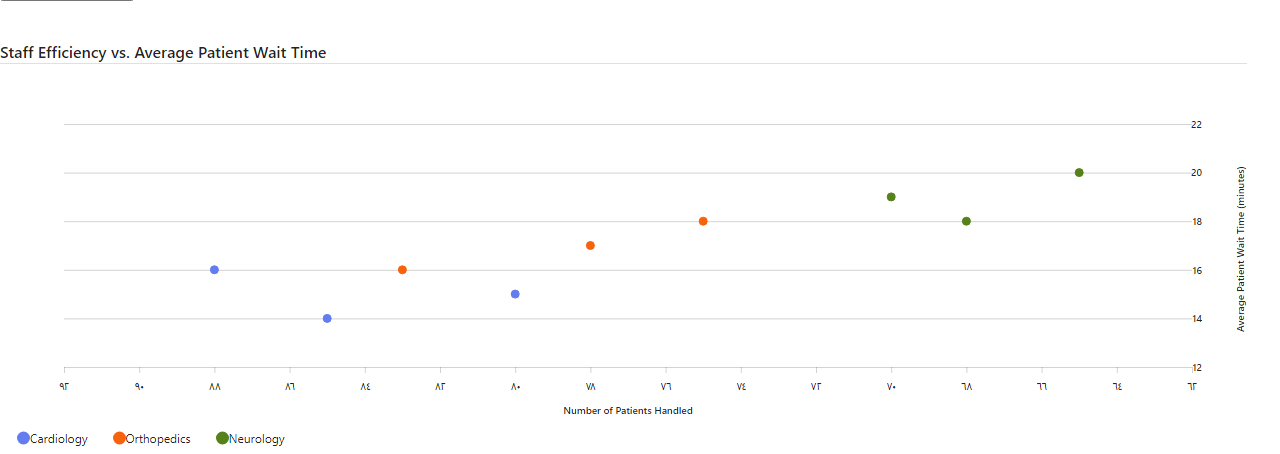 Staff Efficiency vs. Average Patient Wait Time
22
20
18
16
14
12
Average Patient Wait Time (minutes)
٩٢ ٩٠ ٨٨ ٨٦ ٨٤ ٨٢ ٨٠ ٧٨ ٧٦ ٧٤ ٧٢ ٧٠ ٦٨ ٦٦ ٦٤ ٦٢
Number of Patients Handled
Cardiology Orthopedics Neurology